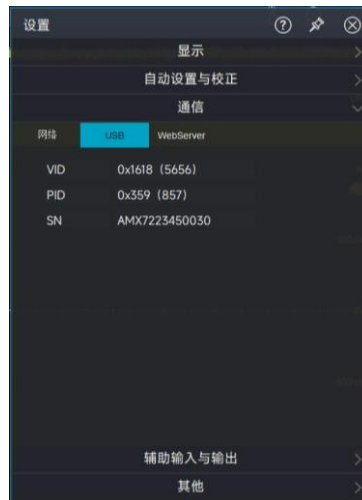 设置
显示
自动设置与校正
通信
网络 USB WebServer
VID 0x1618 (5656)
PID 0x359 (857)
SN AMX7223450030
辅助输入与输出
其他